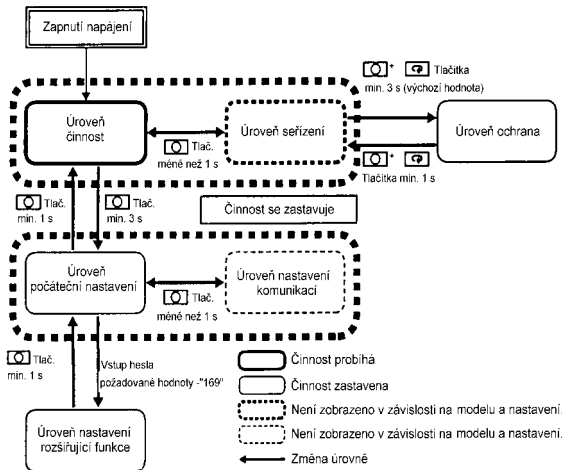 Zapnutí napájení
+ Tlačítka
min. 3 s (výchozí hodnota)
Úroveň
činnost
Tlač.
méně než 1 s
Úroveň seřízení
Úroveň ochrana
+
Tlačítka min. 1 s
Tlač.
min. 1 s
Tlač.
min. 3 s
Činnost se zastavuje
Úroveň
počáteční nastavení
Tlač.
méně než 1 s
Úroveň nastavení
komunikací
Tlač.
min. 1 s
Vstup hesla
požadované hodnoty -"169"
Úroveň nastavení
rozšiřující funkce
Činnost probíhá
Činnost zastavena
Není zobrazeno v závislosti na modelu a nastavení.
Není zobrazeno v závislosti na modelu a nastavení.
Změna úrovně